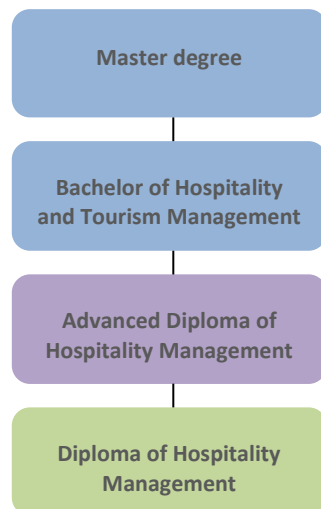 Master degree
Bachelor of Hospitality
and Tourism Management
Advanced Diploma of
Hospitality Management
Diploma of Hospitality
Management